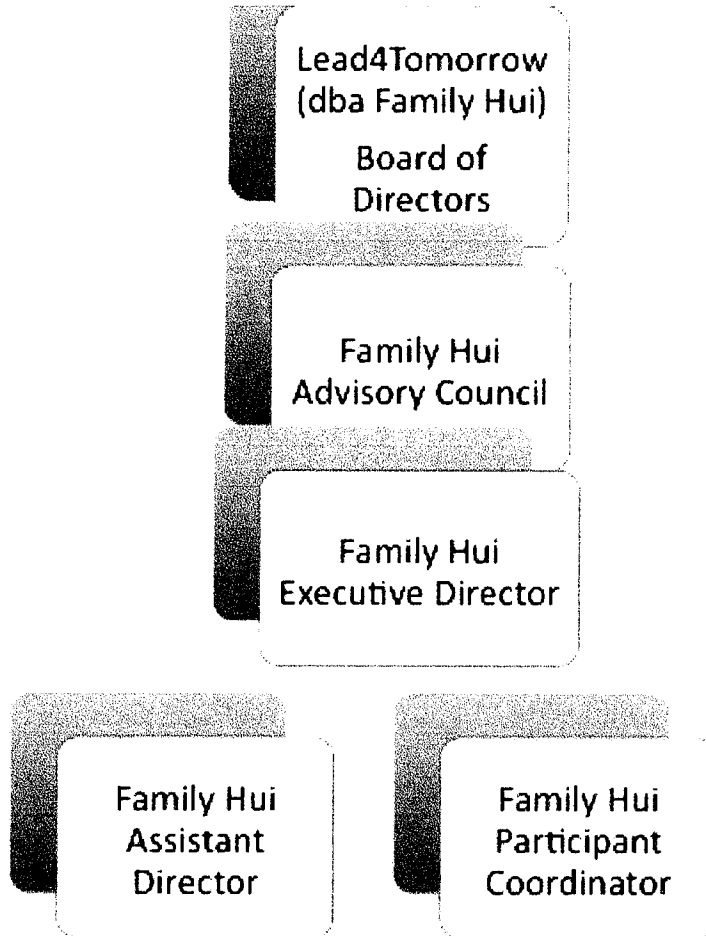 Lead4Tomorrow
(dba Family Hui)
Board of
Directors
Family Hui
Advisory Council
Family Hui
Executive Director
Family Hui
Assistant
Director
Family Hui
Participant
Coordinator